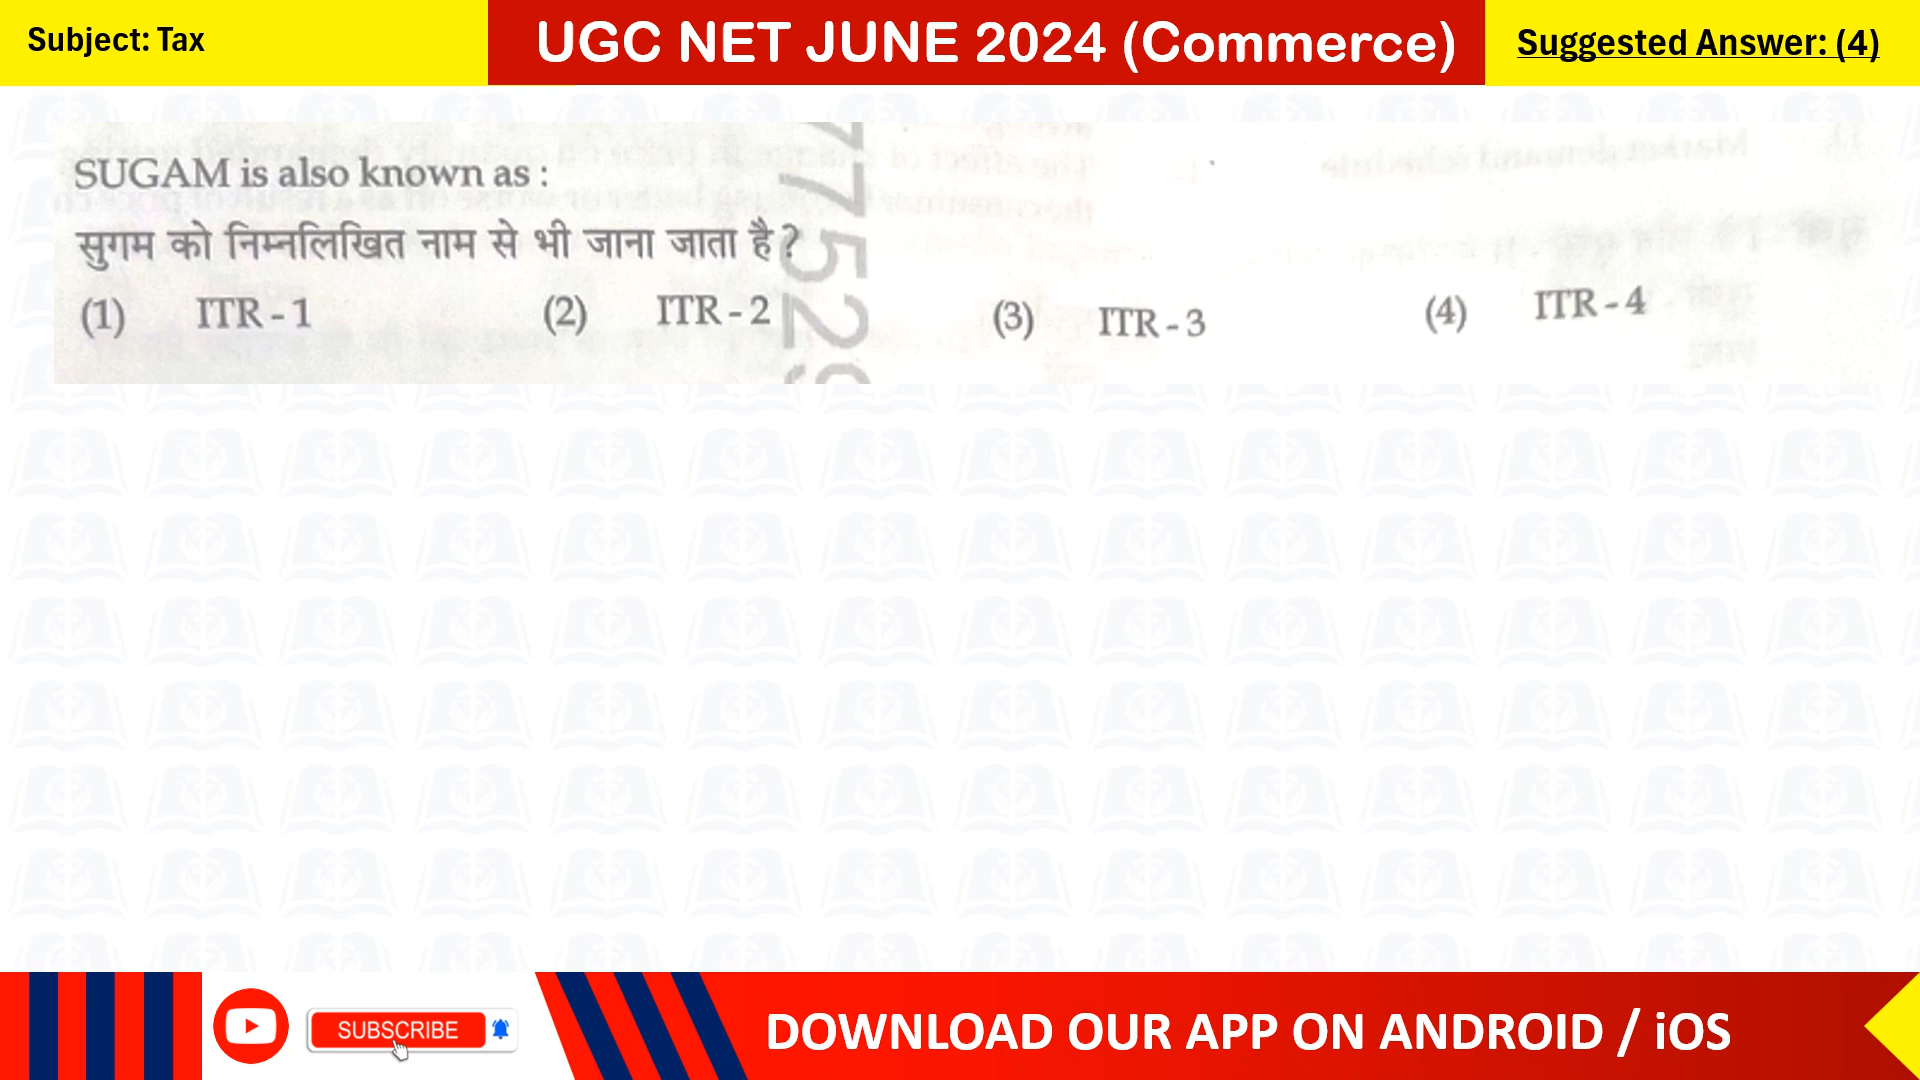 Subject: Tax
UGC NET JUNE 2024 (Commerce)
Suggested Answer: (4)
SUGAM is also known as :
सुगम को निम्नलिखित नाम से भी जाना जाता है ?
(1) ITR - 1 (2) ITR - 2 (3) ITR - 3 (4) ITR - 4
77529
SUBSCRIBE
DOWNLOAD OUR APP ON ANDROID / iOS